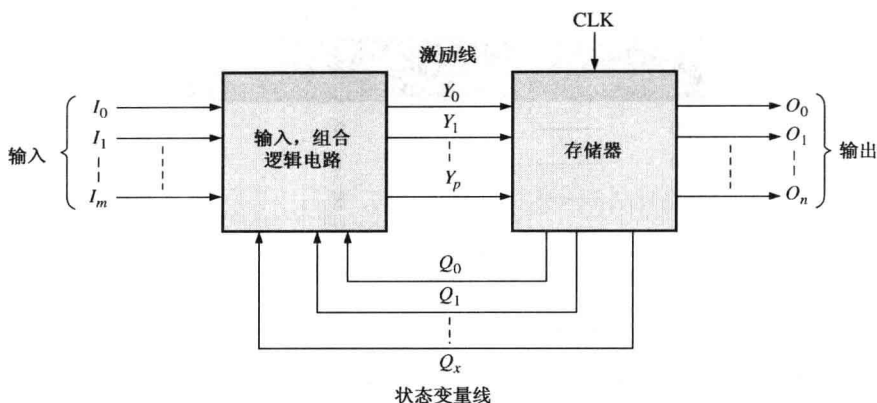 CLK
激励线
输入
I₀
I₁
Iₘ
输入，组合
逻辑电路
Y₀
Y₁
Yₚ
存储器
O₀
O₁
Oₙ
输出
Q₀
Q₁
Qₓ
状态变量线